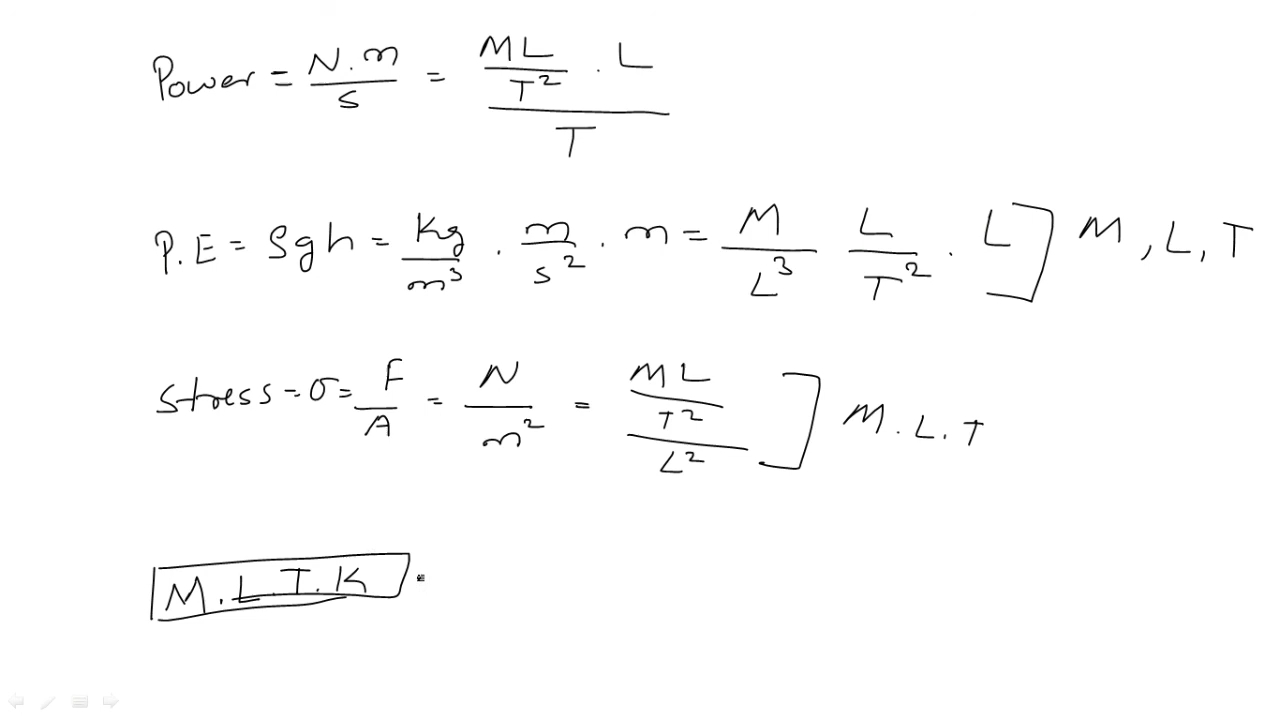 Power = N.m/s = ML/T² . L / T
P.E = ρgh = Kg/m³ . m/s² . m = M/L³ L/T² . L ] M, L, T
Stress = σ = F/A = N/m² = ML/T² / L² ] M.L.T
M.L.T.K